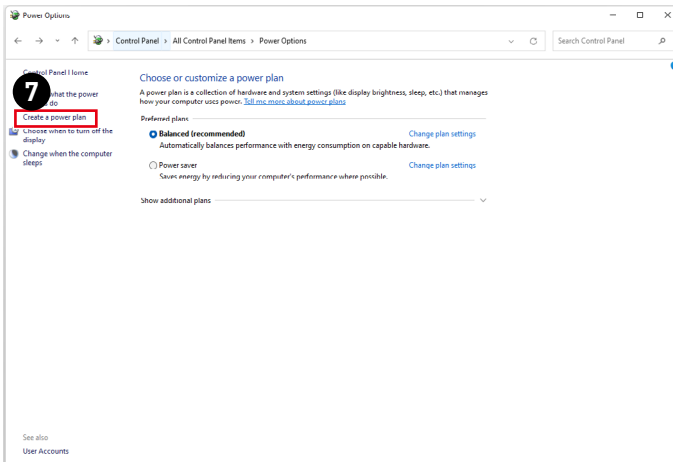 Power Options
Control Panel > All Control Panel Items > Power Options
Search Control Panel
Control Panel Home
7
what the power
do
Create a power plan
Choose when to turn off the
display
Change when the computer
sleeps
Choose or customize a power plan
A power plan is a collection of hardware and system settings (like display brightness, sleep, etc.) that manages
how your computer uses power. Tell me more about power plans
Preferred plans
Balanced (recommended)
Change plan settings
Automatically balances performance with energy consumption on capable hardware.
Power saver
Change plan settings
Saves energy by reducing your computer's performance where possible.
Show additional plans
See also
User Accounts